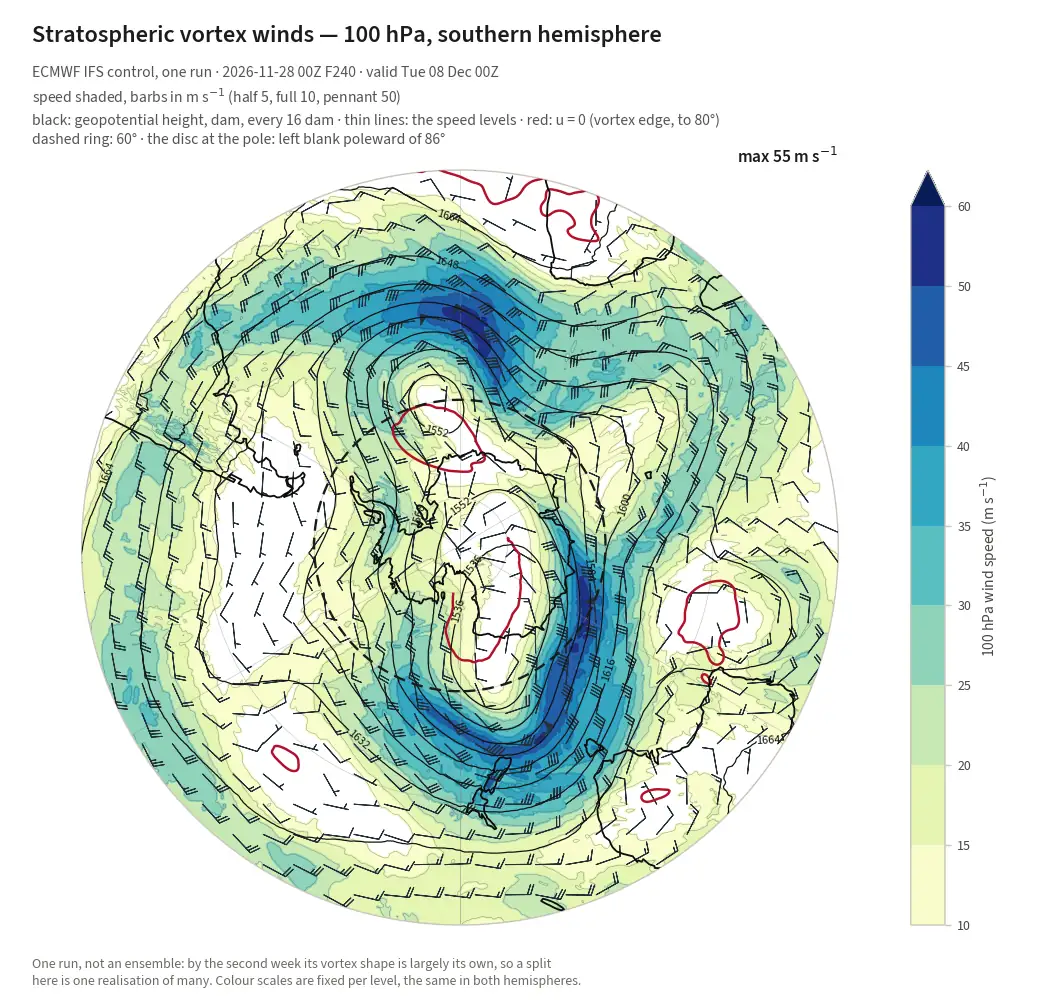 Stratospheric vortex winds — 100 hPa, southern hemisphere
ECMWF IFS control, one run · 2026-11-28 00Z F240 · valid Tue 08 Dec 00Z
speed shaded, barbs in m s⁻¹ (half 5, full 10, pennant 50)
black: geopotential height, dam, every 16 dam · thin lines: the speed levels · red: u = 0 (vortex edge, to 80°)
dashed ring: 60° · the disc at the pole: left blank poleward of 86°
max 55 m s⁻¹
1664
1648
60
50
45
40
35
30
25
20
15
10
100 hPa wind speed (m s⁻¹)
1552
1664
1552
1600
1536
1536
1616
1632
1664
One run, not an ensemble: by the second week its vortex shape is largely its own, so a split
here is one realisation of many. Colour scales are fixed per level, the same in both hemispheres.